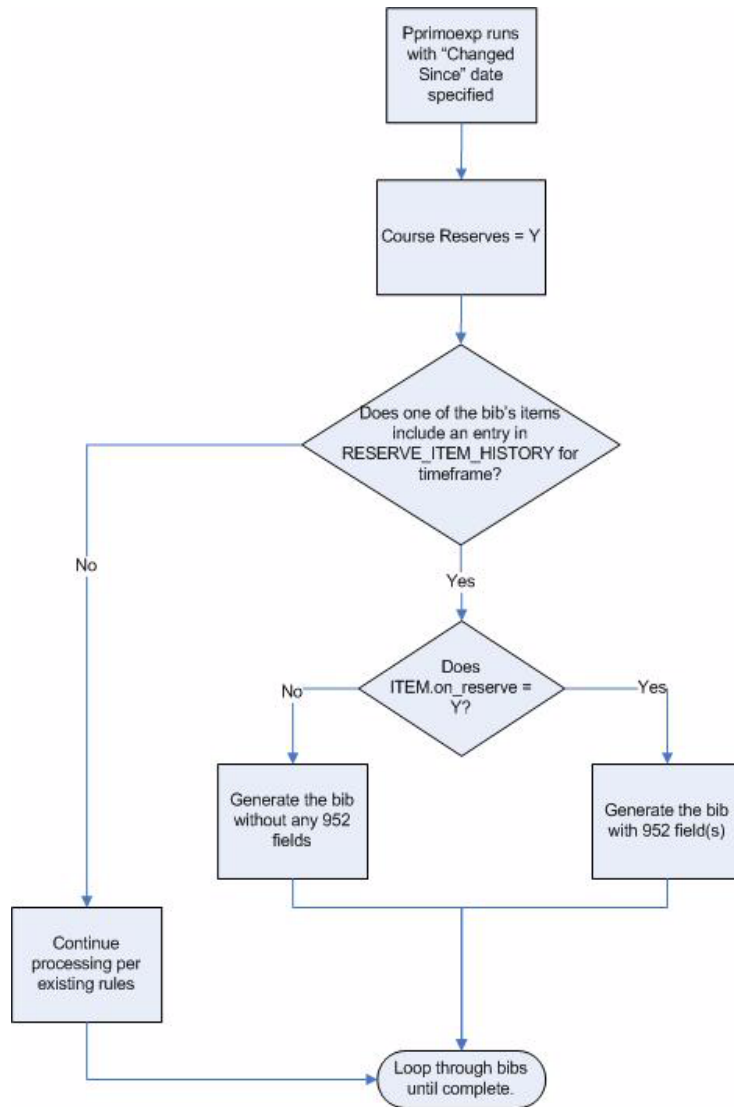 Pprimoexp runs
with “Changed
Since” date
specified
Course Reserves = Y
Does one of the bib's items
include an entry in
RESERVE_ITEM_HISTORY for
timeframe?
No
Yes
Does
ITEM.on_reserve =
Y?
No
Yes
Generate the bib
without any 952
fields
Generate the bib
with 952 field(s)
Continue
processing per
existing rules
Loop through bibs
until complete.